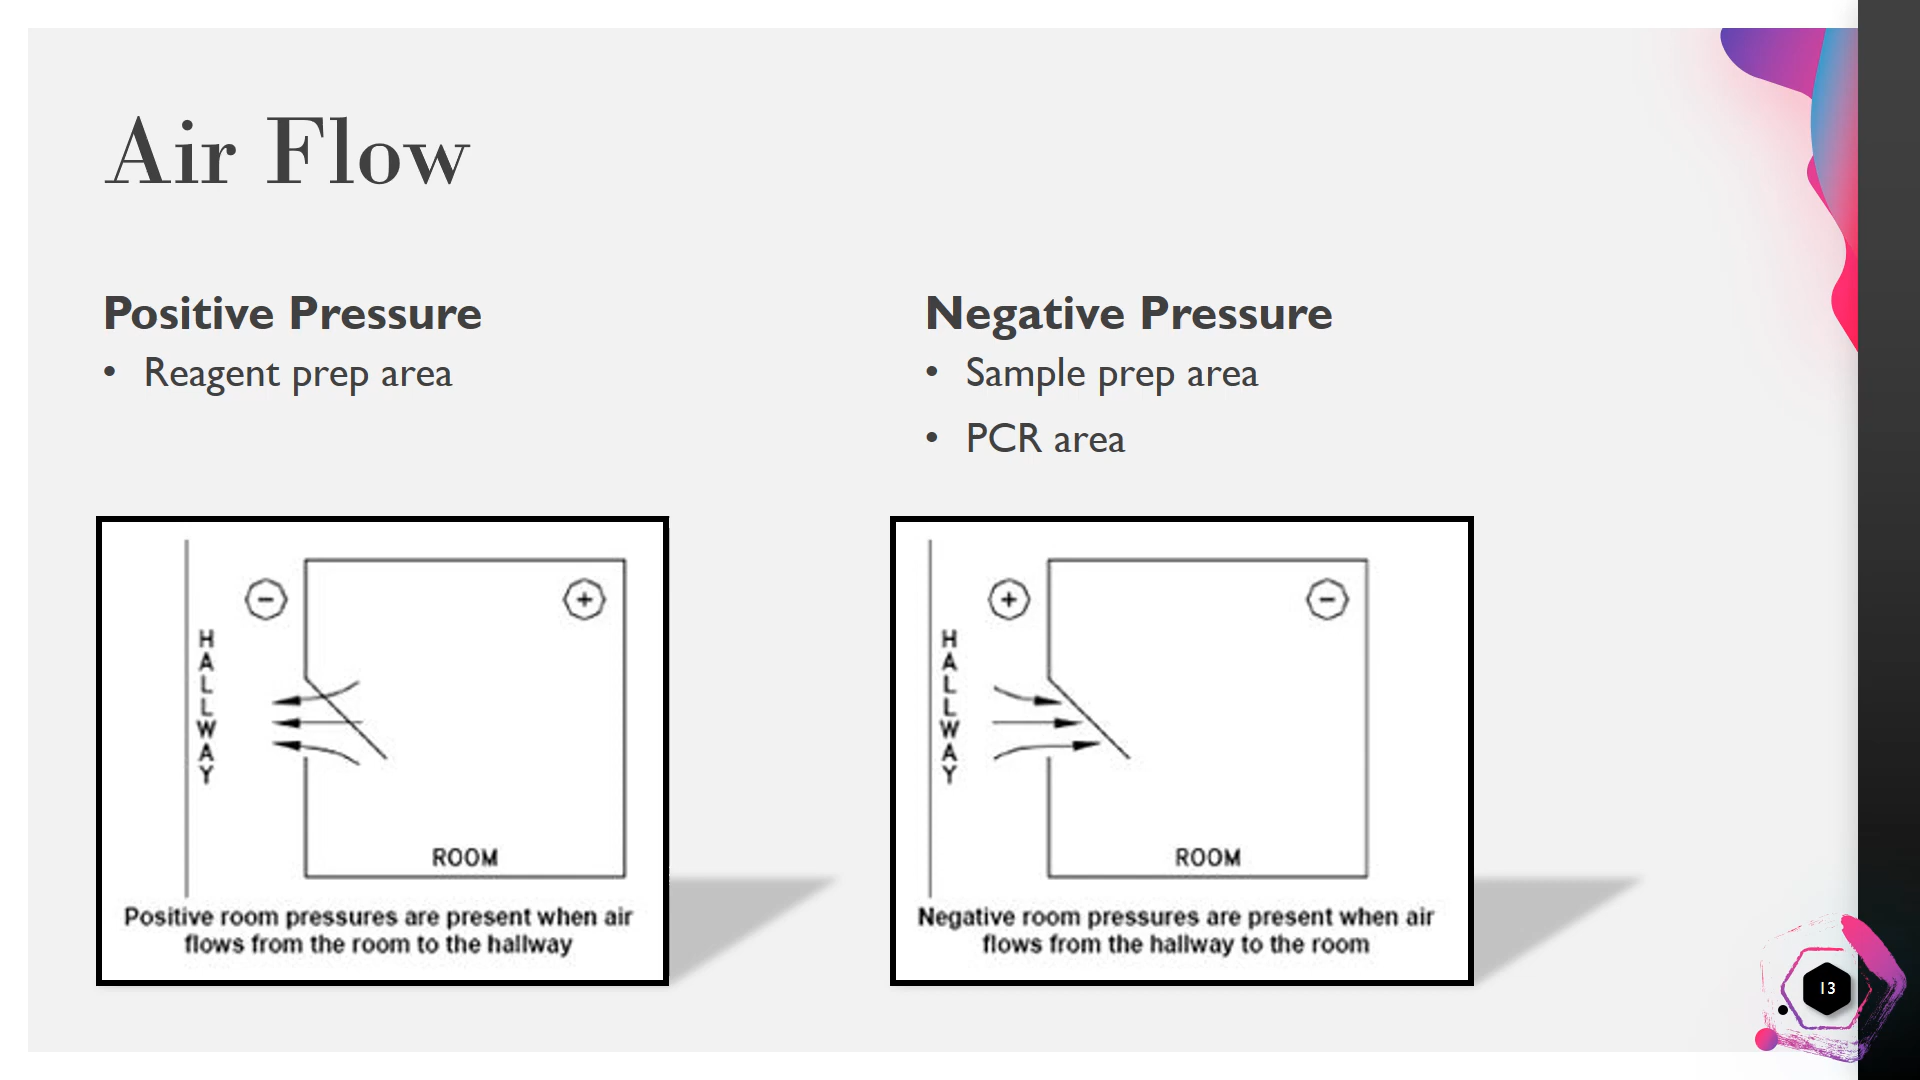 Air Flow
Positive Pressure
• Reagent prep area
Negative Pressure
• Sample prep area
• PCR area
−
+
HALLWAY
ROOM
Positive room pressures are present when air
flows from the room to the hallway
+
−
HALLWAY
ROOM
Negative room pressures are present when air
flows from the hallway to the room
13